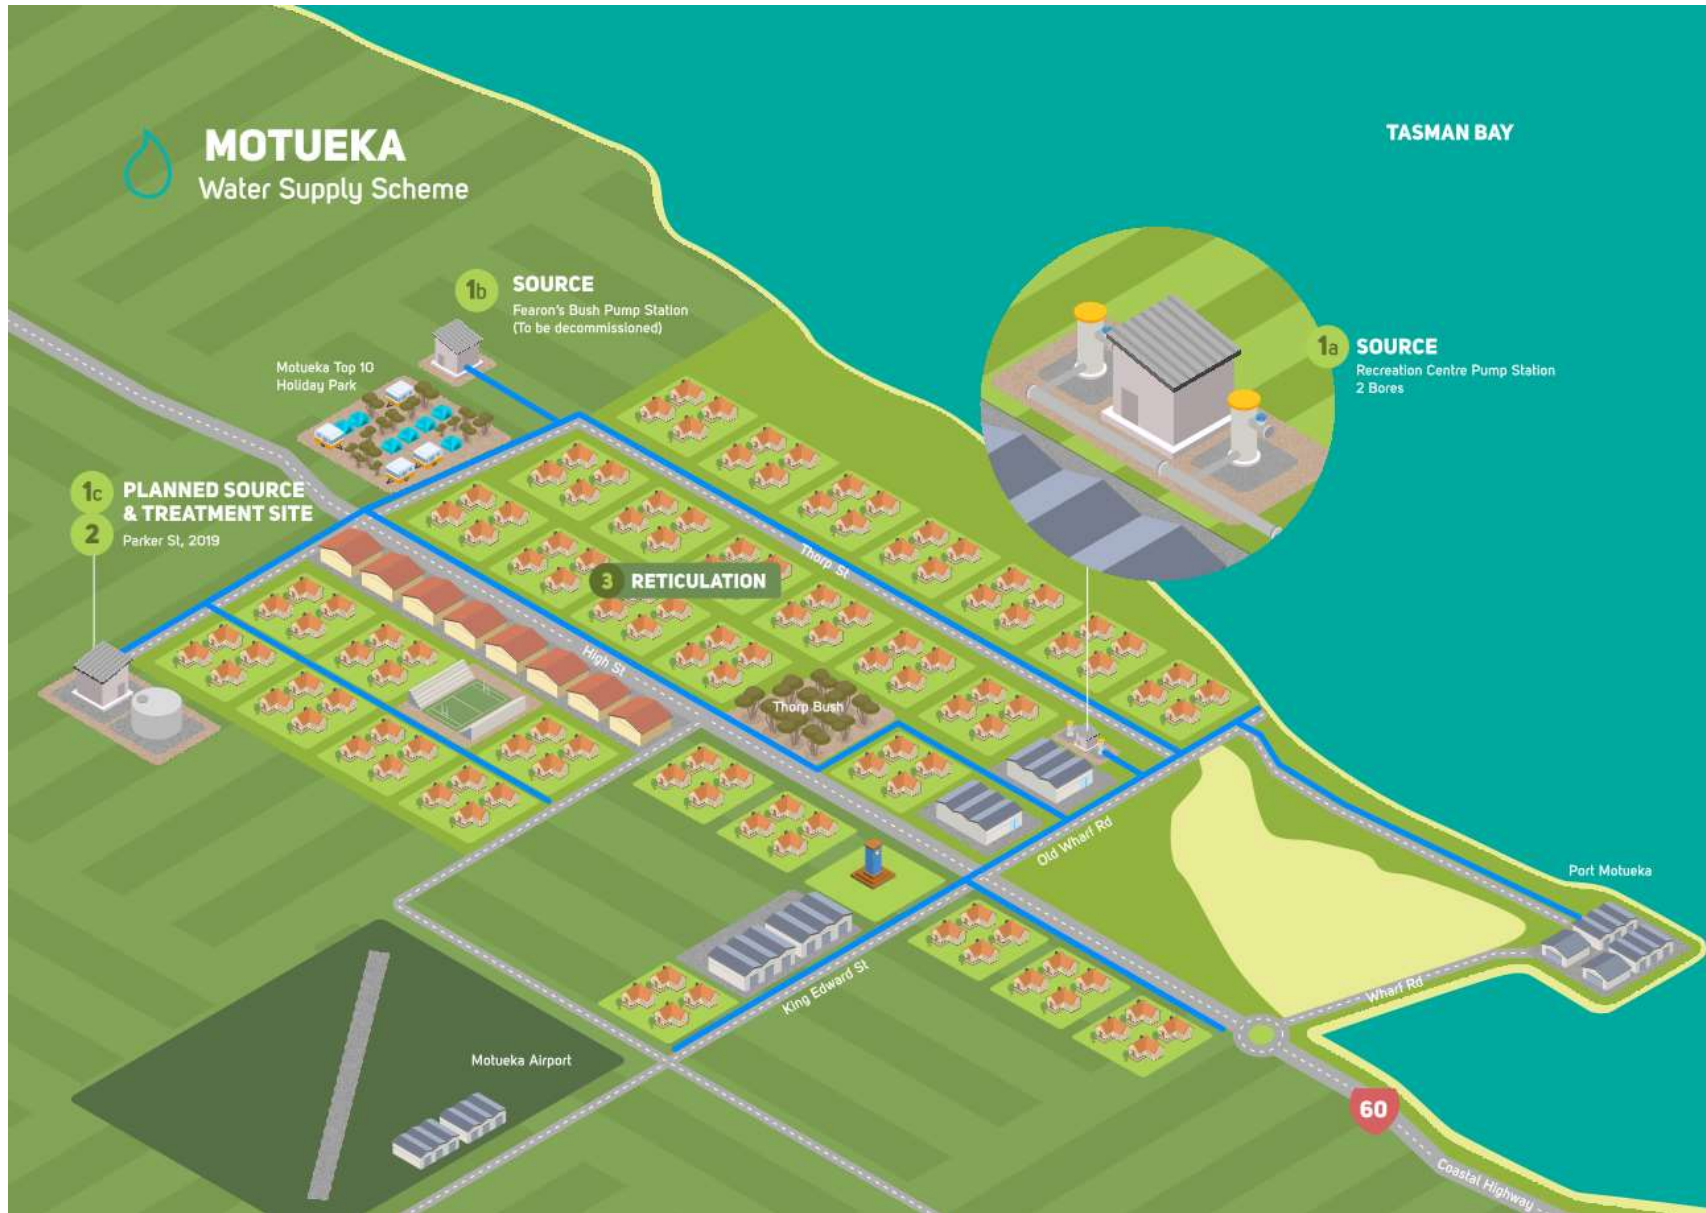 MOTUEKA
Water Supply Scheme
TASMAN BAY
1b
SOURCE
Fearon's Bush Pump Station
(To be decommissioned)
1a
SOURCE
Recreation Centre Pump Station
2 Bores
Motueka Top 10
Holiday Park
1c
PLANNED SOURCE
& TREATMENT SITE
2
Parker St, 2019
Thorp St
3
RETICULATION
High St
Thorp Bush
Old Wharf Rd
Port Motueka
King Edward St
Wharf Rd
Motueka Airport
60
Coastal Highway